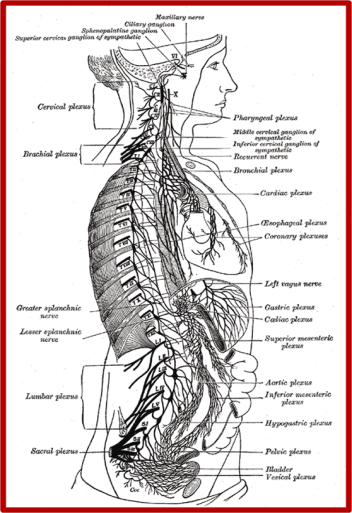 Maxillary nerve
Ciliary ganglion
Sphenopalatine ganglion
Superior cervical ganglion of sympathetic
Cervical plexus
Pharyngeal plexus
Middle cervical ganglion of
sympathetic
Inferior cervical ganglion of
sympathetic
Recurrent nerve
Brachial plexus
Bronchial plexus
Cardiac plexus
Œsophageal plexus
Coronary plexuses
Left vagus nerve
Greater splanchnic
nerve
Gastric plexus
Cœliac plexus
Lesser splanchnic
nerve
Superior mesenteric
plexus
Aortic plexus
Lumbar plexus
Inferior mesenteric
plexus
Hypogastric plexus
Sacral plexus
Pelvic plexus
Bladder
Vesical plexus
Coc